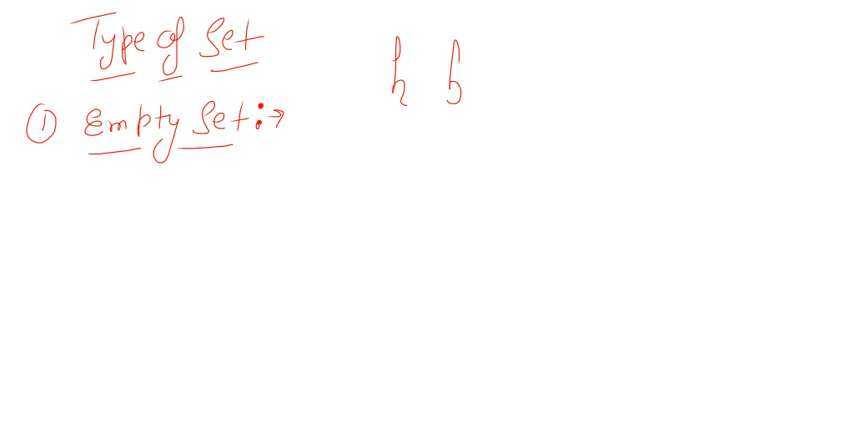 Type of Set
h b
① Empty Set :→